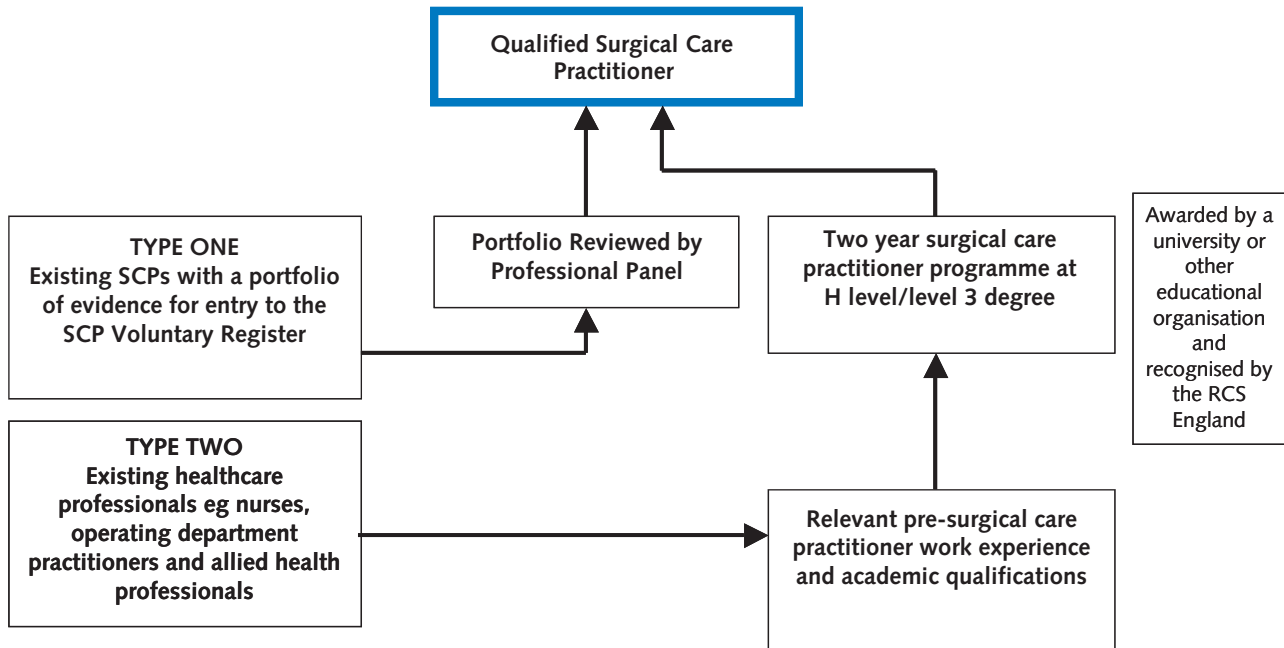 Qualified Surgical Care
Practitioner
TYPE ONE
Existing SCPs with a portfolio
of evidence for entry to the
SCP Voluntary Register
Portfolio Reviewed by
Professional Panel
Two year surgical care
practitioner programme at
H level/level 3 degree
Awarded by a
university or
other
educational
organisation
and
recognised by
the RCS
England
TYPE TWO
Existing healthcare
professionals eg nurses,
operating department
practitioners and allied health
professionals
Relevant pre-surgical care
practitioner work experience
and academic qualifications